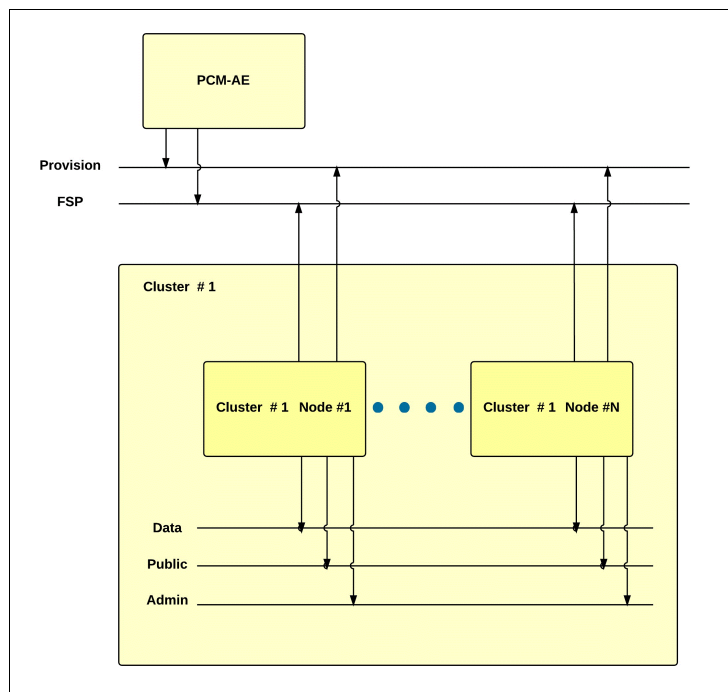 PCM-AE
Provision
FSP
Cluster # 1
Cluster # 1 Node #1
Cluster # 1 Node #N
Data
Public
Admin